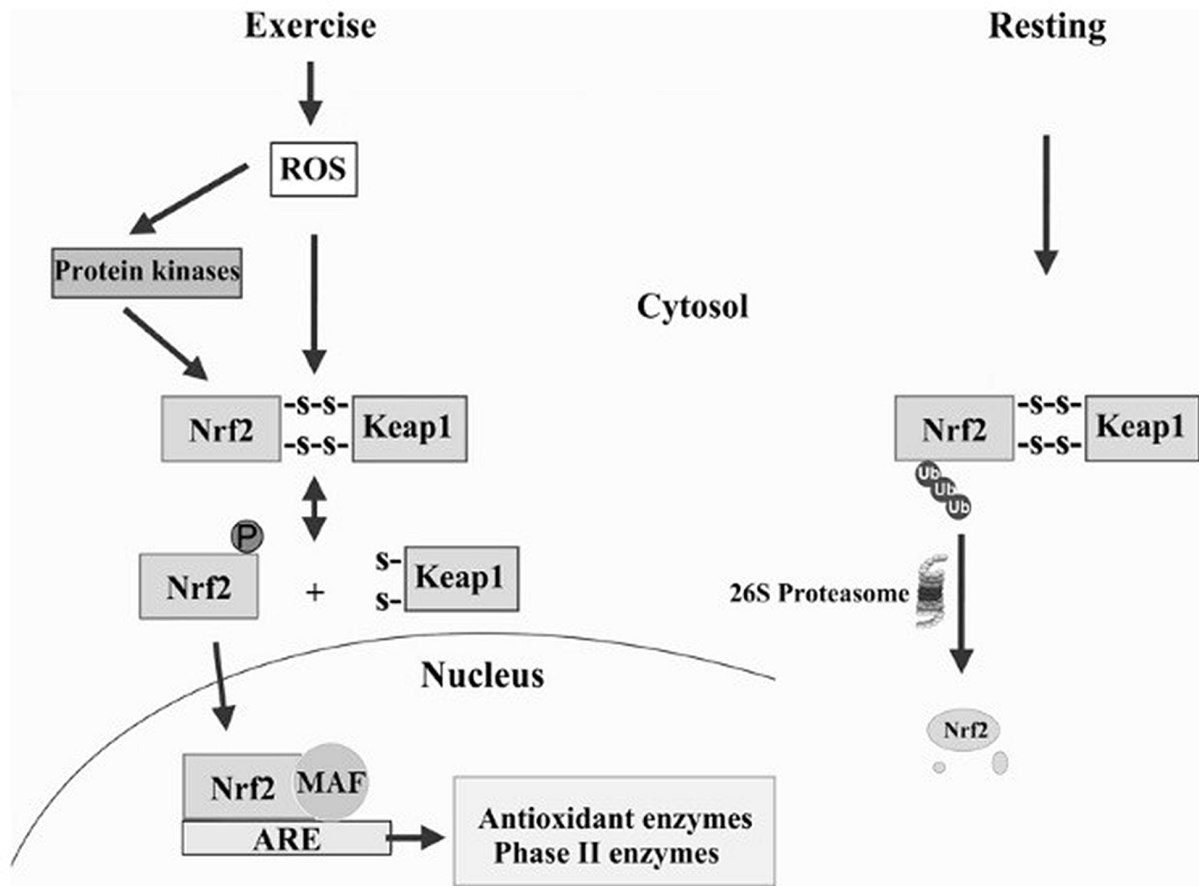 Exercise
Resting
ROS
Protein kinases
Cytosol
Nrf2
-s-s-
-s-s-
Keap1
Nrf2
-s-s-
-s-s-
Keap1
Ub
Ub
Ub
P
Nrf2
+
s-
s-
Keap1
26S Proteasome
Nucleus
Nrf2
Nrf2
MAF
ARE
Antioxidant enzymes
Phase II enzymes